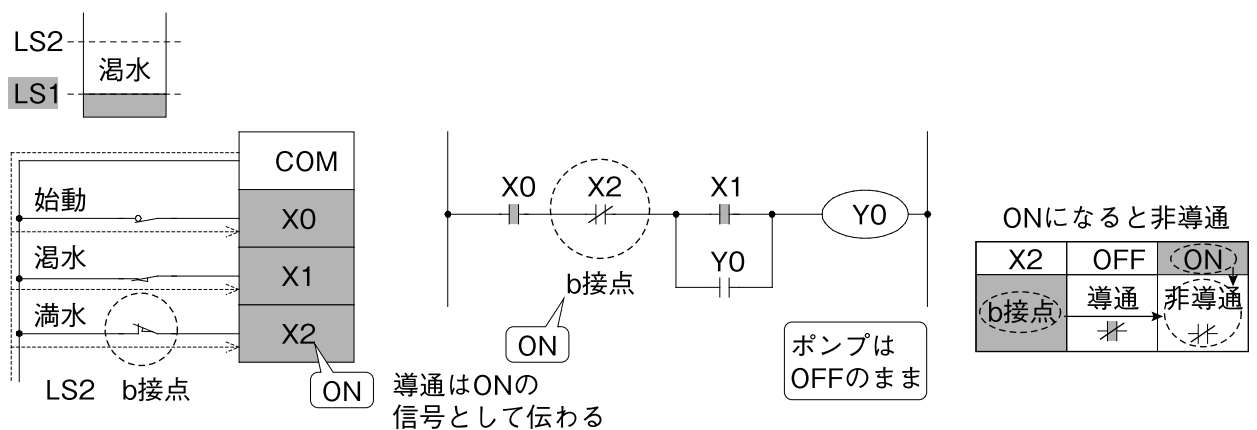 LS2
渇水
LS1
COM
始動
X0
渇水
X1
満水
X2
LS2
b接点
ON
導通はONの
信号として伝わる
X0
X2
X1
Y0
Y0
b接点
ON
ポンプは
OFFのまま
ONになると非導通
X2 OFF ON
b接点 導通 非導通